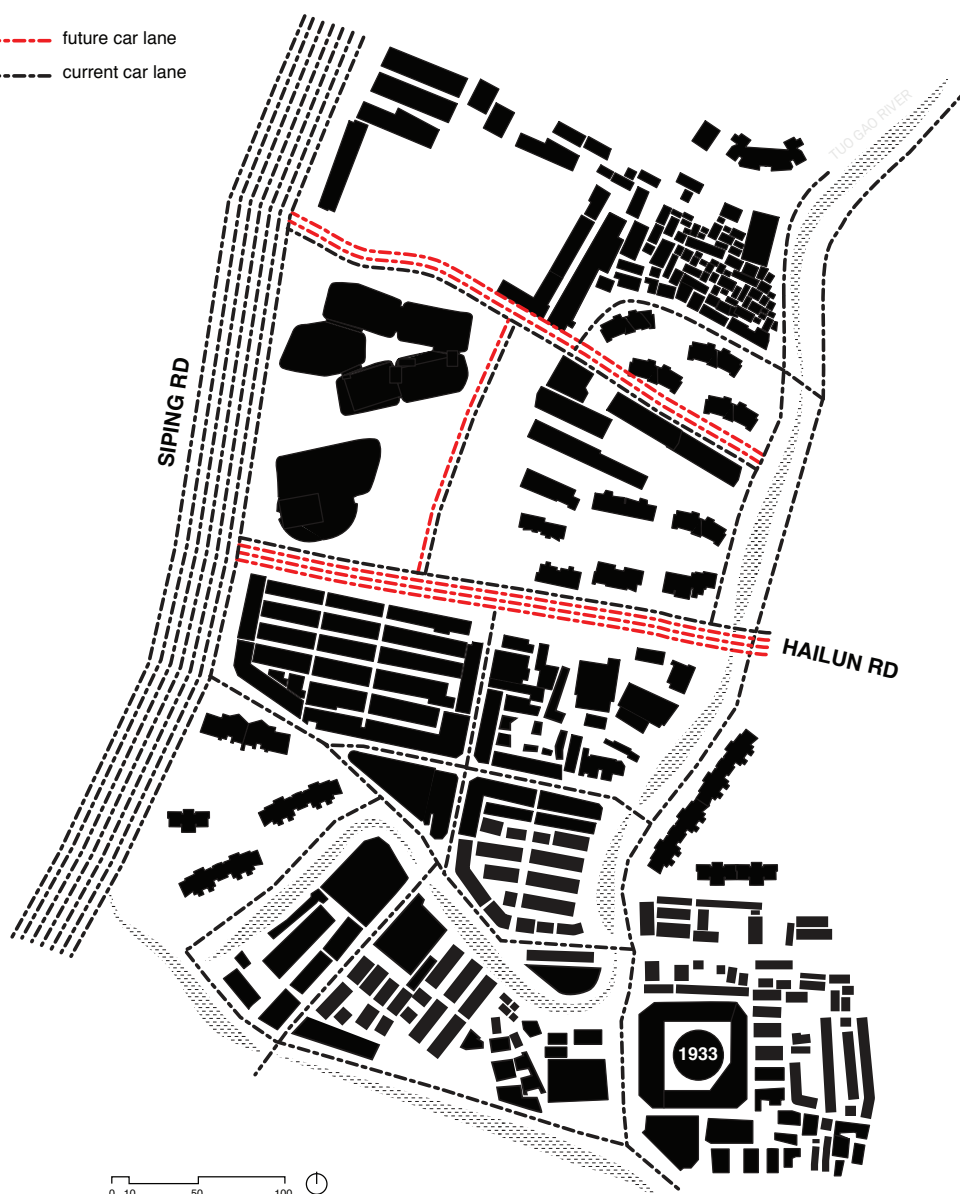 future car lane
current car lane
TUO GAO RIVER
SIPING RD
HAILUN RD
1933
0 10 50 100